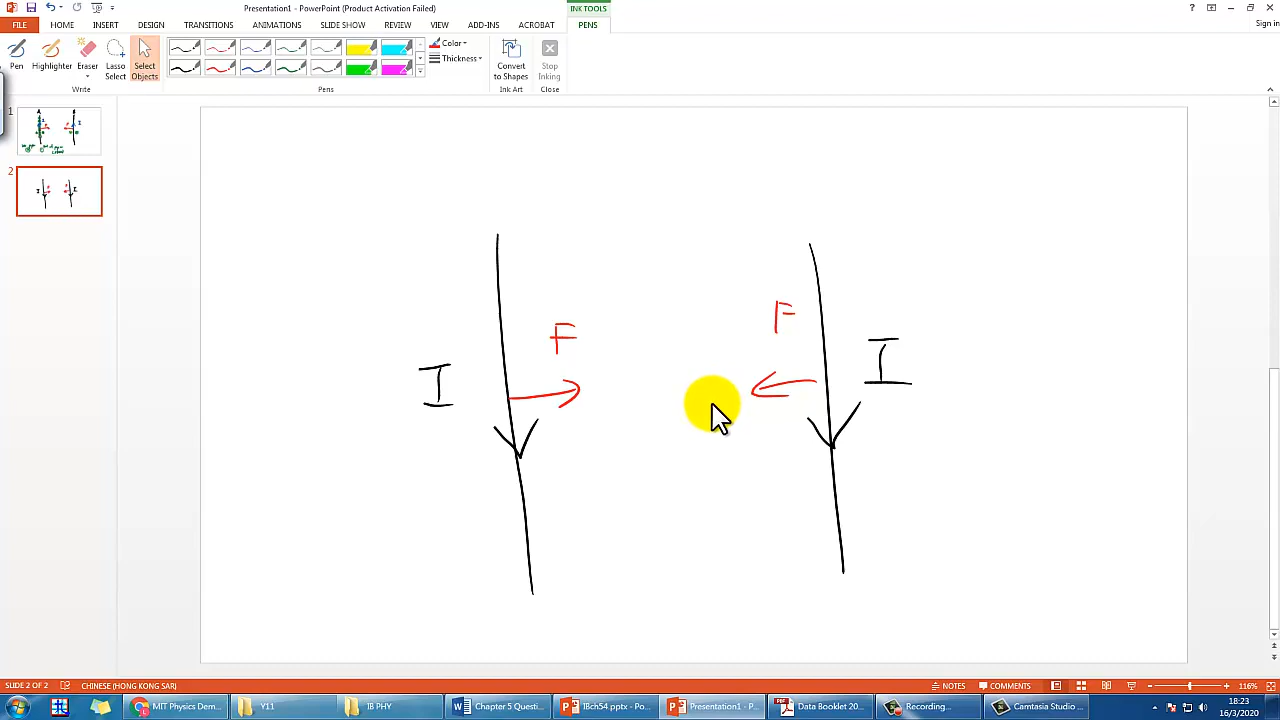 Presentation1 - PowerPoint (Product Activation Failed)
INK TOOLS
?
FILE
HOME
INSERT
DESIGN
TRANSITIONS
ANIMATIONS
SLIDE SHOW
REVIEW
VIEW
ADD-INS
ACROBAT
PENS
Sign in
Pen
Highlighter
Eraser
Lasso Select
Select Objects
Color
Thickness
Convert to Shapes
Stop Inking
Write
Pens
Ink Art
Close
1
2
F
F
I
I
SLIDE 2 OF 2
CHINESE (HONG KONG SAR)
NOTES
COMMENTS
116%
MIT Physics Dem...
Y11
IB PHY
Chapter 5 Questi...
IBch54pptx - Po...
Presentation1 - P...
Data Booklet 20...
Recording...
Camtasia Studio ...
18:23
16/3/2020